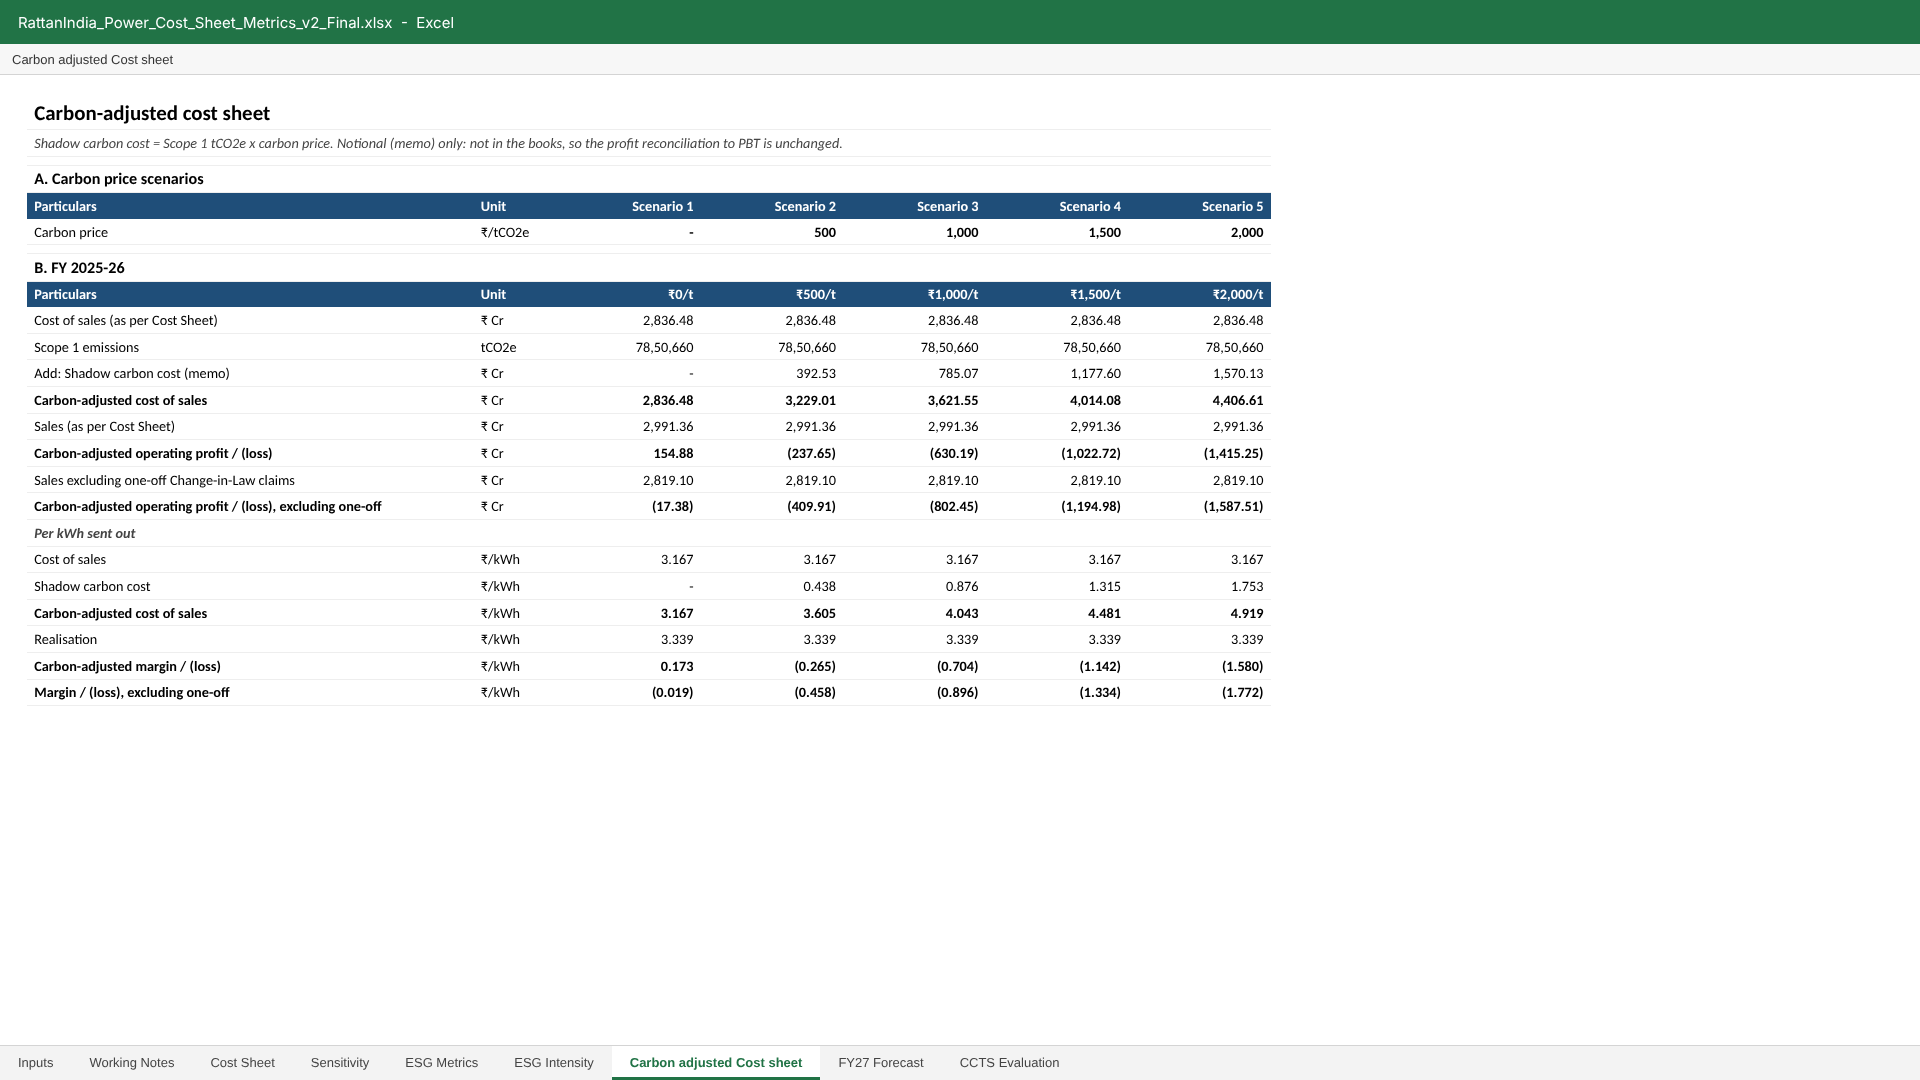 RattanIndia_Power_Cost_Sheet_Metrics_v2_Final.xlsx - Excel
Carbon adjusted Cost sheet
Carbon-adjusted cost sheet
Shadow carbon cost = Scope 1 tCO2e x carbon price. Notional (memo) only: not in the books, so the profit reconciliation to PBT is unchanged.
A. Carbon price scenarios
Particulars Unit Scenario 1 Scenario 2 Scenario 3 Scenario 4 Scenario 5
Carbon price ₹/tCO2e - 500 1,000 1,500 2,000
B. FY 2025-26
Particulars Unit ₹0/t ₹500/t ₹1,000/t ₹1,500/t ₹2,000/t
Cost of sales (as per Cost Sheet) ₹ Cr 2,836.48 2,836.48 2,836.48 2,836.48 2,836.48
Scope 1 emissions tCO2e 78,50,660 78,50,660 78,50,660 78,50,660 78,50,660
Add: Shadow carbon cost (memo) ₹ Cr - 392.53 785.07 1,177.60 1,570.13
Carbon-adjusted cost of sales ₹ Cr 2,836.48 3,229.01 3,621.55 4,014.08 4,406.61
Sales (as per Cost Sheet) ₹ Cr 2,991.36 2,991.36 2,991.36 2,991.36 2,991.36
Carbon-adjusted operating profit / (loss) ₹ Cr 154.88 (237.65) (630.19) (1,022.72) (1,415.25)
Sales excluding one-off Change-in-Law claims ₹ Cr 2,819.10 2,819.10 2,819.10 2,819.10 2,819.10
Carbon-adjusted operating profit / (loss), excluding one-off ₹ Cr (17.38) (409.91) (802.45) (1,194.98) (1,587.51)
Per kWh sent out
Cost of sales ₹/kWh 3.167 3.167 3.167 3.167 3.167
Shadow carbon cost ₹/kWh - 0.438 0.876 1.315 1.753
Carbon-adjusted cost of sales ₹/kWh 3.167 3.605 4.043 4.481 4.919
Realisation ₹/kWh 3.339 3.339 3.339 3.339 3.339
Carbon-adjusted margin / (loss) ₹/kWh 0.173 (0.265) (0.704) (1.142) (1.580)
Margin / (loss), excluding one-off ₹/kWh (0.019) (0.458) (0.896) (1.334) (1.772)
Inputs Working Notes Cost Sheet Sensitivity ESG Metrics ESG Intensity Carbon adjusted Cost sheet FY27 Forecast CCTS Evaluation